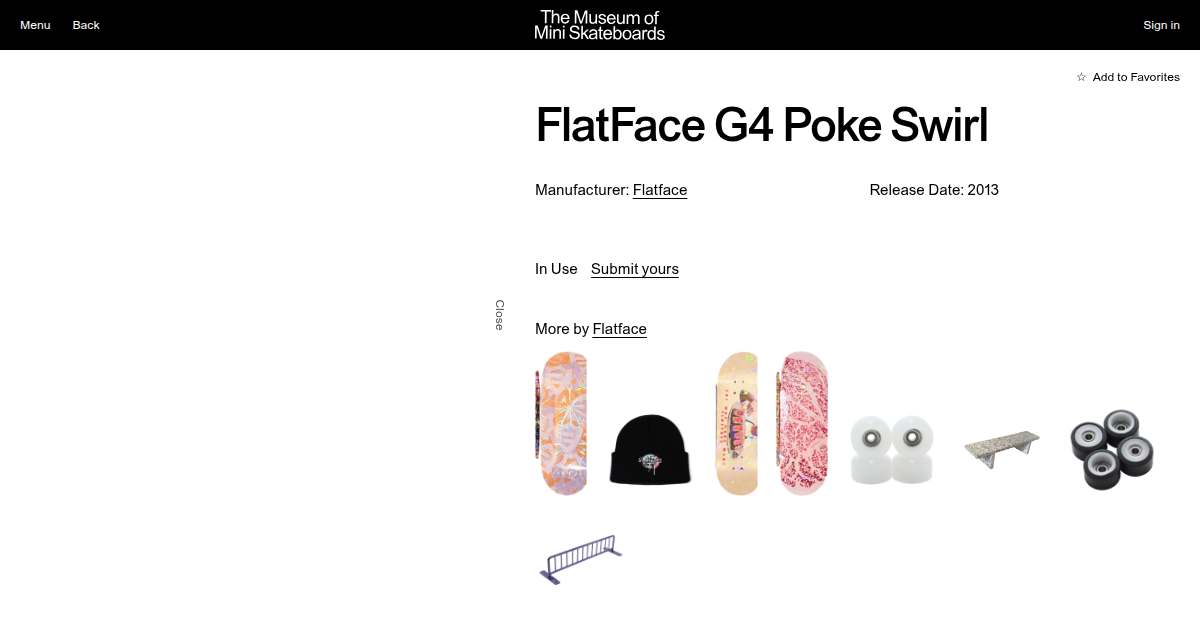 Menu
Back
The Museum of
Mini Skateboards
Sign in
☆ Add to Favorites
FlatFace G4 Poke Swirl
Manufacturer: Flatface
Release Date: 2013
In Use
Submit yours
Close
More by Flatface